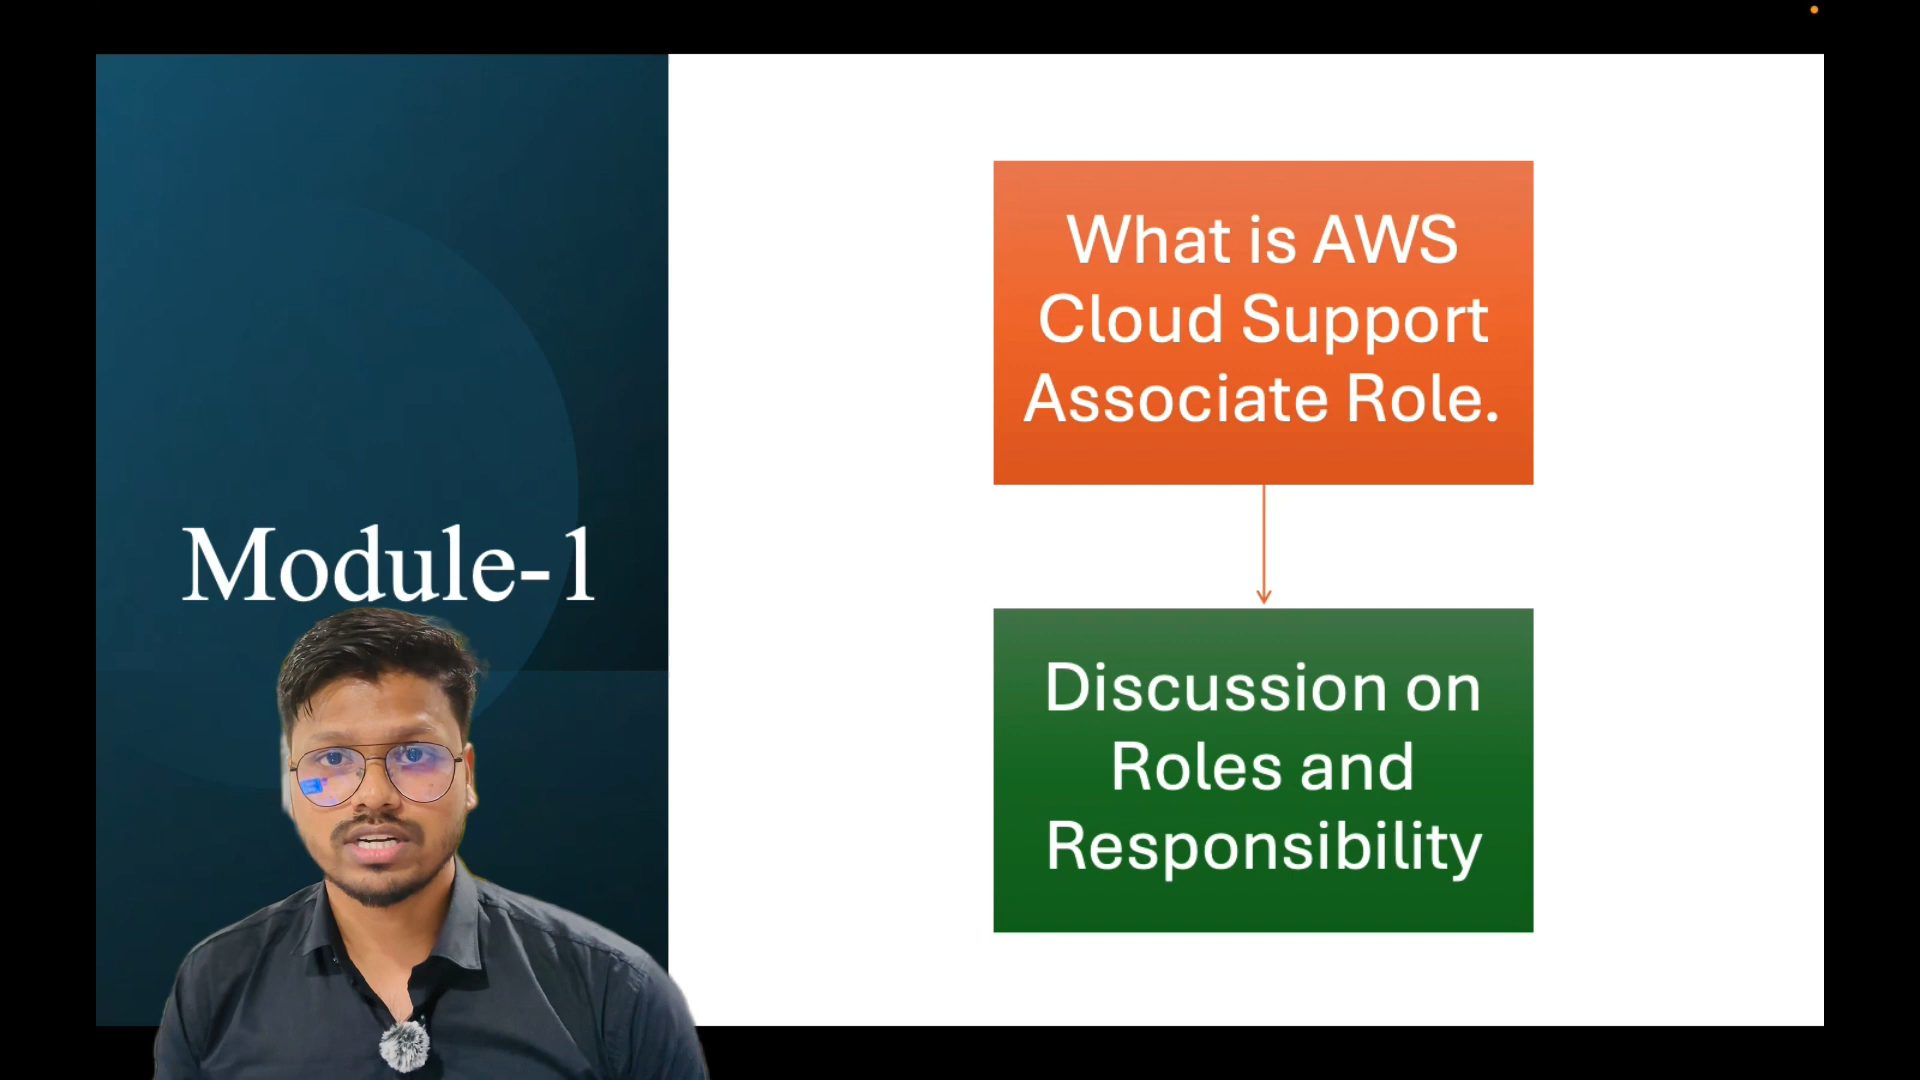 Module-1
What is AWS
Cloud Support
Associate Role.
Discussion on
Roles and
Responsibility